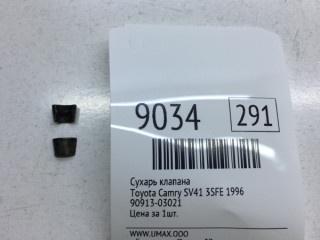 9034 291
Сухарь клапана
Toyota Camry SV41 3SFE 1996
90913-03021
Цена за 1шт.
WWW.UMAX.OOO